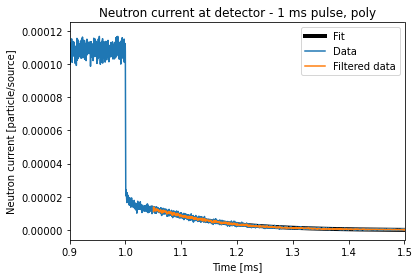 Neutron current at detector - 1 ms pulse, poly
Fit
Data
Filtered data
Neutron current [particle/source]
0.00012
0.00010
0.00008
0.00006
0.00004
0.00002
0.00000
0.9 1.0 1.1 1.2 1.3 1.4 1.5
Time [ms]